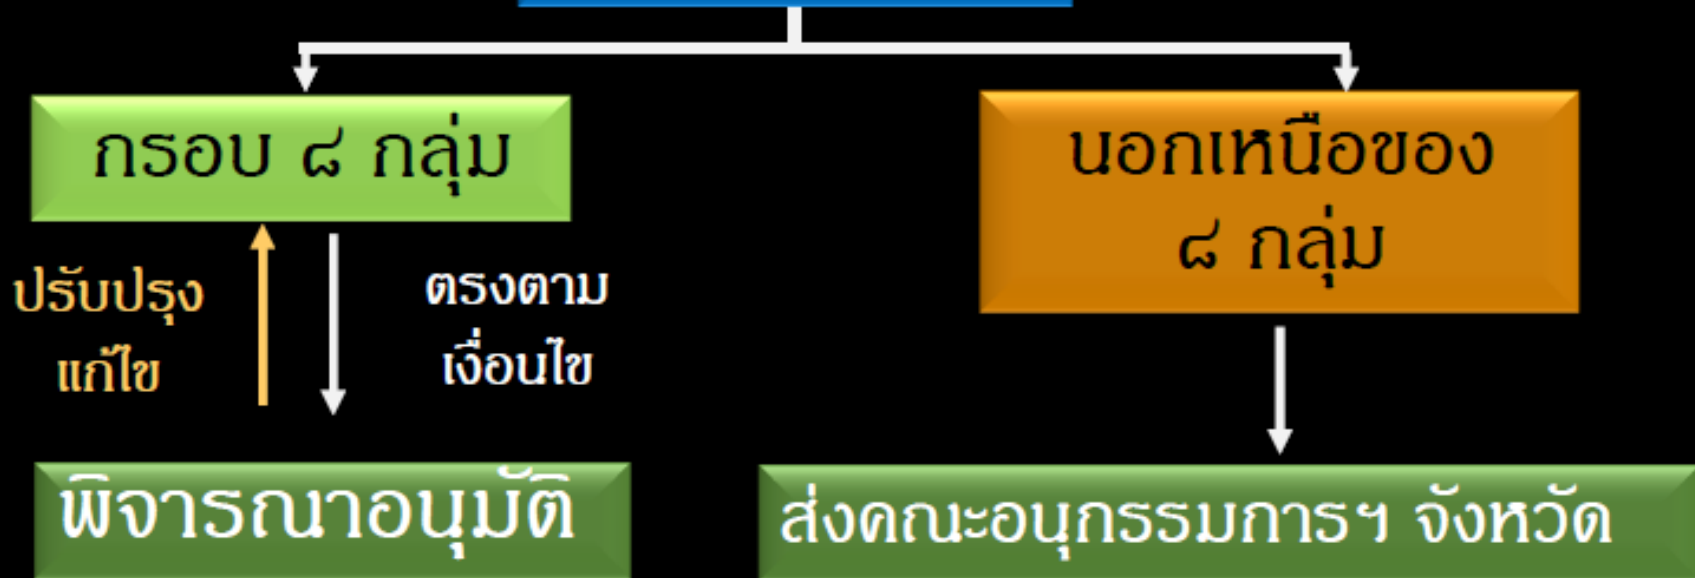 กรอบ ๘ กลุ่ม
นอกเหนือของ
๘ กลุ่ม
ปรับปรุง
แก้ไข
ตรงตาม
เงื่อนไข
พิจารณาอนุมัติ
ส่งคณะอนุกรรมการฯ จังหวัด